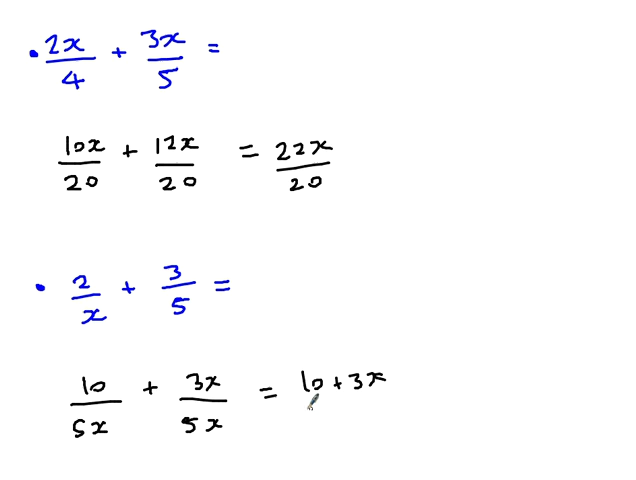 • 2x/4 + 3x/5 =
10x/20 + 12x/20 = 22x/20
• 2/x + 3/5 =
10/5x + 3x/5x = 10 + 3x